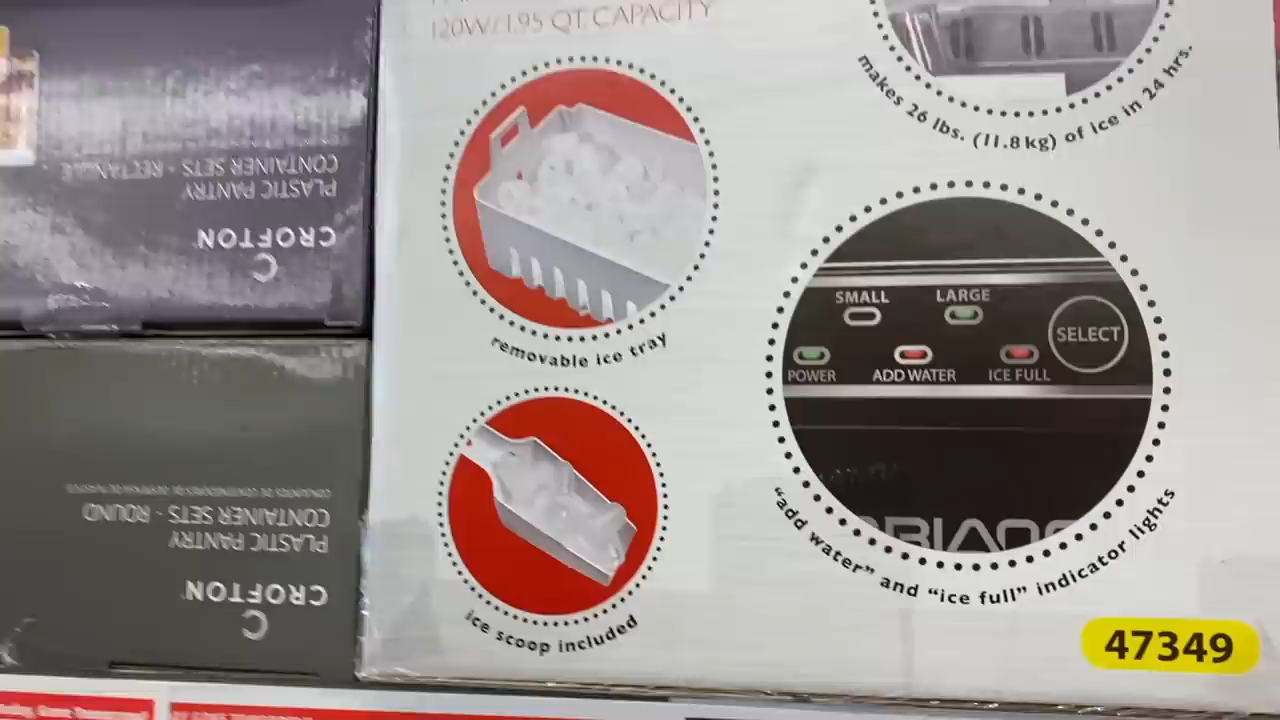 120W/1.95 QT. CAPACITY
makes 26 lbs. (11.8kg) of ice in 24 hrs.
removable ice tray
SMALL
LARGE
SELECT
POWER
ADD WATER
ICE FULL
"add water" and "ice full" indicator lights
ice scoop included
47349
CROFTON
PLASTIC PANTRY
CONTAINER SETS - RECTANGLE
CROFTON
PLASTIC PANTRY
CONTAINER SETS - ROUND